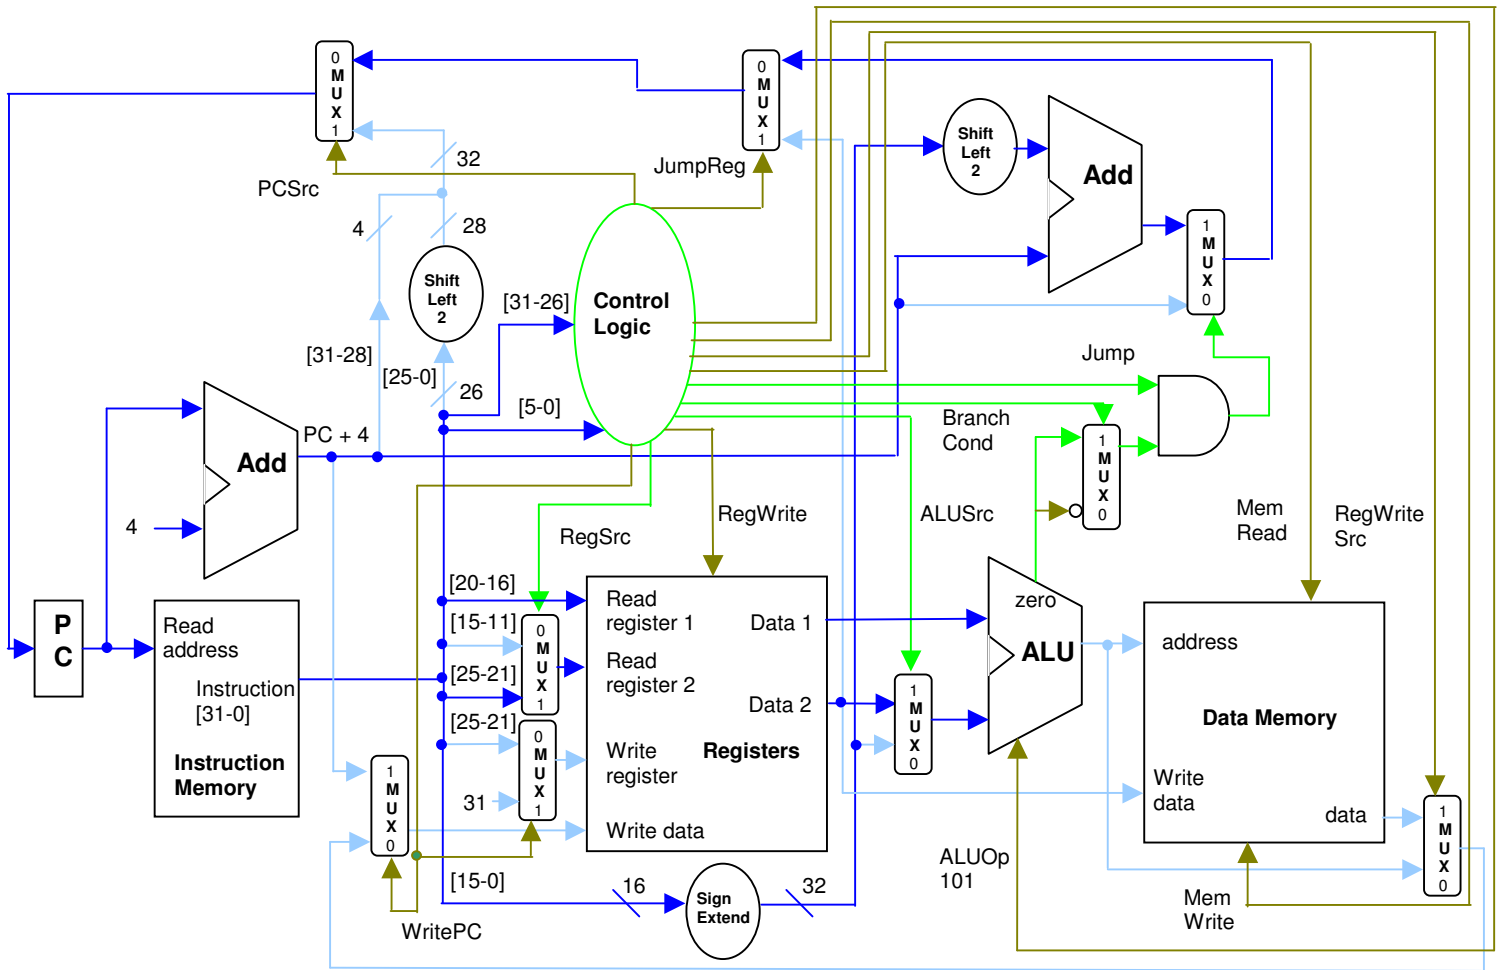 0
M
U
X
1
0
M
U
X
1
PCSrc
32
JumpReg
4
28
Shift
Left
2
Add
Shift
Left
2
1
M
U
X
0
[31-28]
[25-0]
26
[31-26]
Control
Logic
[5-0]
Jump
Branch
Cond
1
M
U
X
0
PC + 4
Add
4
RegSrc
RegWrite
ALUSrc
Mem
Read
RegWrite
Src
P
C
Read
address
Instruction
[31-0]
Instruction
Memory
[20-16]
[15-11]
[25-21]
[25-21]
31
0
M
U
X
1
0
M
U
X
1
Read
register 1
Read
register 2
Write
register
Write data
Data 1
Data 2
Registers
1
M
U
X
0
zero
ALU
address
Data Memory
Write
data
data
1
M
U
X
0
1
M
U
X
0
WritePC
[15-0]
16
Sign
Extend
32
ALUOp
101
Mem
Write